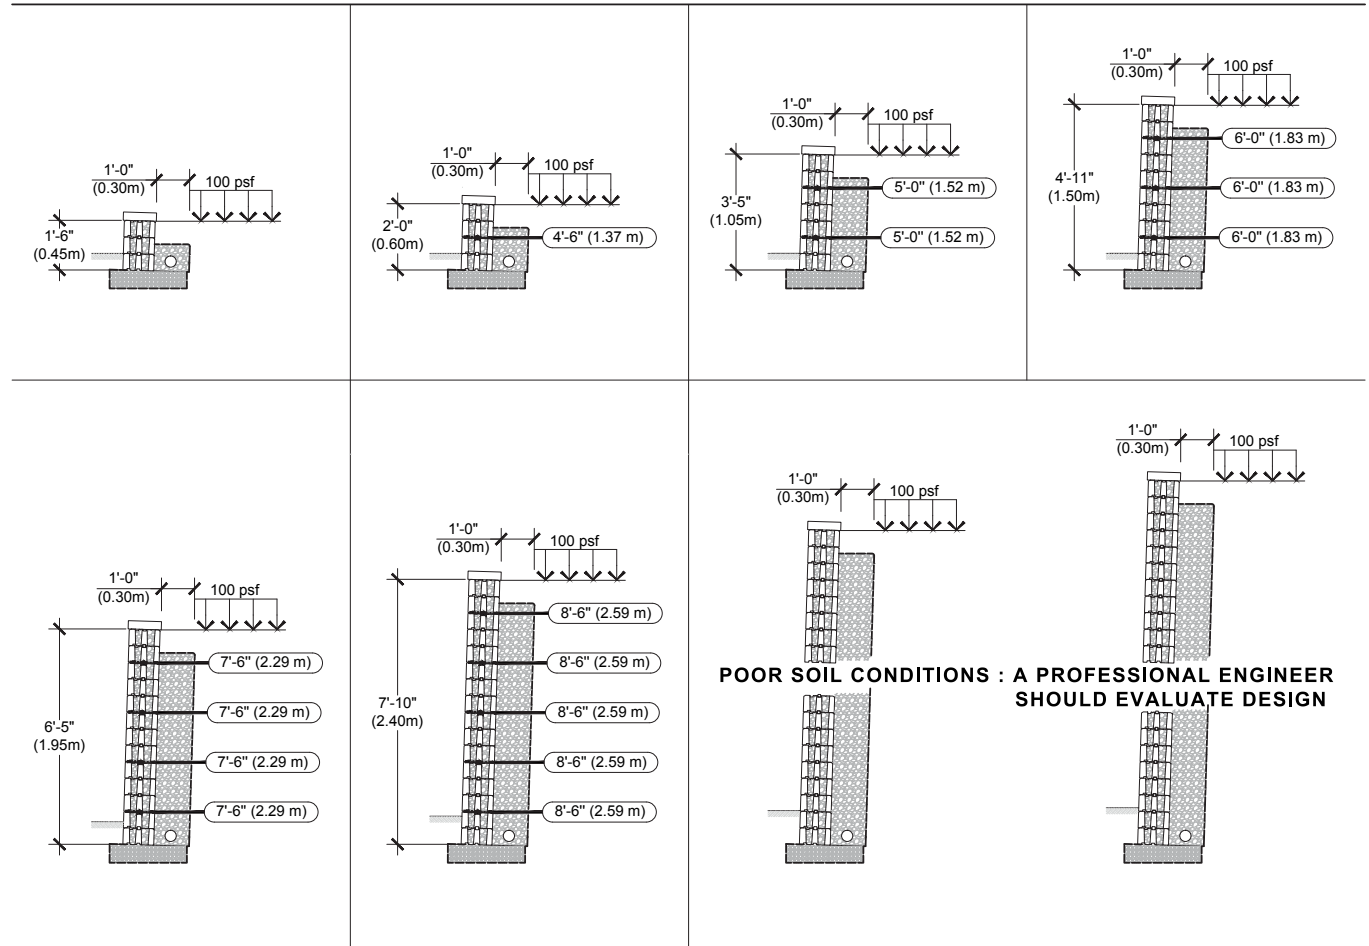 1'-0"
(0.30m)
100 psf
1'-6"
(0.45m)
1'-0"
(0.30m)
100 psf
2'-0"
(0.60m)
4'-6" (1.37 m)
1'-0"
(0.30m)
100 psf
3'-5"
(1.05m)
5'-0" (1.52 m)
5'-0" (1.52 m)
1'-0"
(0.30m)
100 psf
4'-11"
(1.50m)
6'-0" (1.83 m)
6'-0" (1.83 m)
6'-0" (1.83 m)
1'-0"
(0.30m)
100 psf
6'-5"
(1.95m)
7'-6" (2.29 m)
7'-6" (2.29 m)
7'-6" (2.29 m)
7'-6" (2.29 m)
1'-0"
(0.30m)
100 psf
7'-10"
(2.40m)
8'-6" (2.59 m)
8'-6" (2.59 m)
8'-6" (2.59 m)
8'-6" (2.59 m)
8'-6" (2.59 m)
1'-0"
(0.30m)
100 psf
1'-0"
(0.30m)
100 psf
POOR SOIL CONDITIONS : A PROFESSIONAL ENGINEER
SHOULD EVALUATE DESIGN